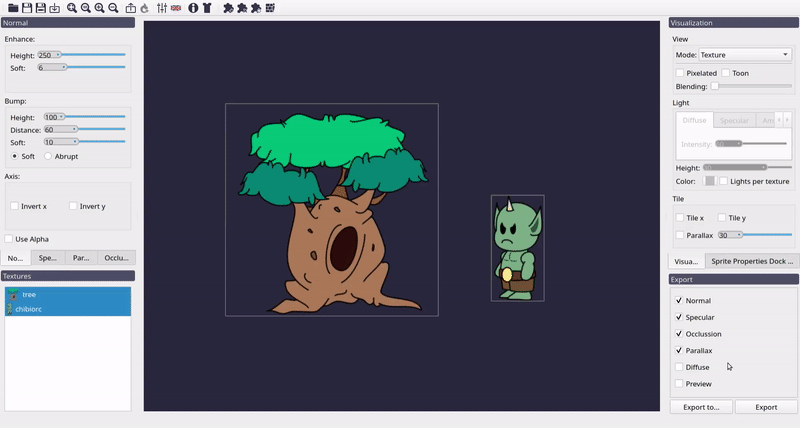 Normal
Enhance:
Height: 250
Soft: 6
Bump:
Height: 100
Distance: 60
Soft: 10
Soft Abrupt
Axis:
Invert x Invert y
Use Alpha
No... Spe... Par... Occlu...
Textures
tree
chibiorc
Visualization
View
Mode: Texture
Pixelated Toon
Blending:
Light
Diffuse Specular Am
Intensity:
Height:
Color: Lights per texture
Tile
Tile x Tile y
Parallax 30
Visua... Sprite Properties Dock ...
Export
Normal
Specular
Occlussion
Parallax
Diffuse
Preview
Export to... Export